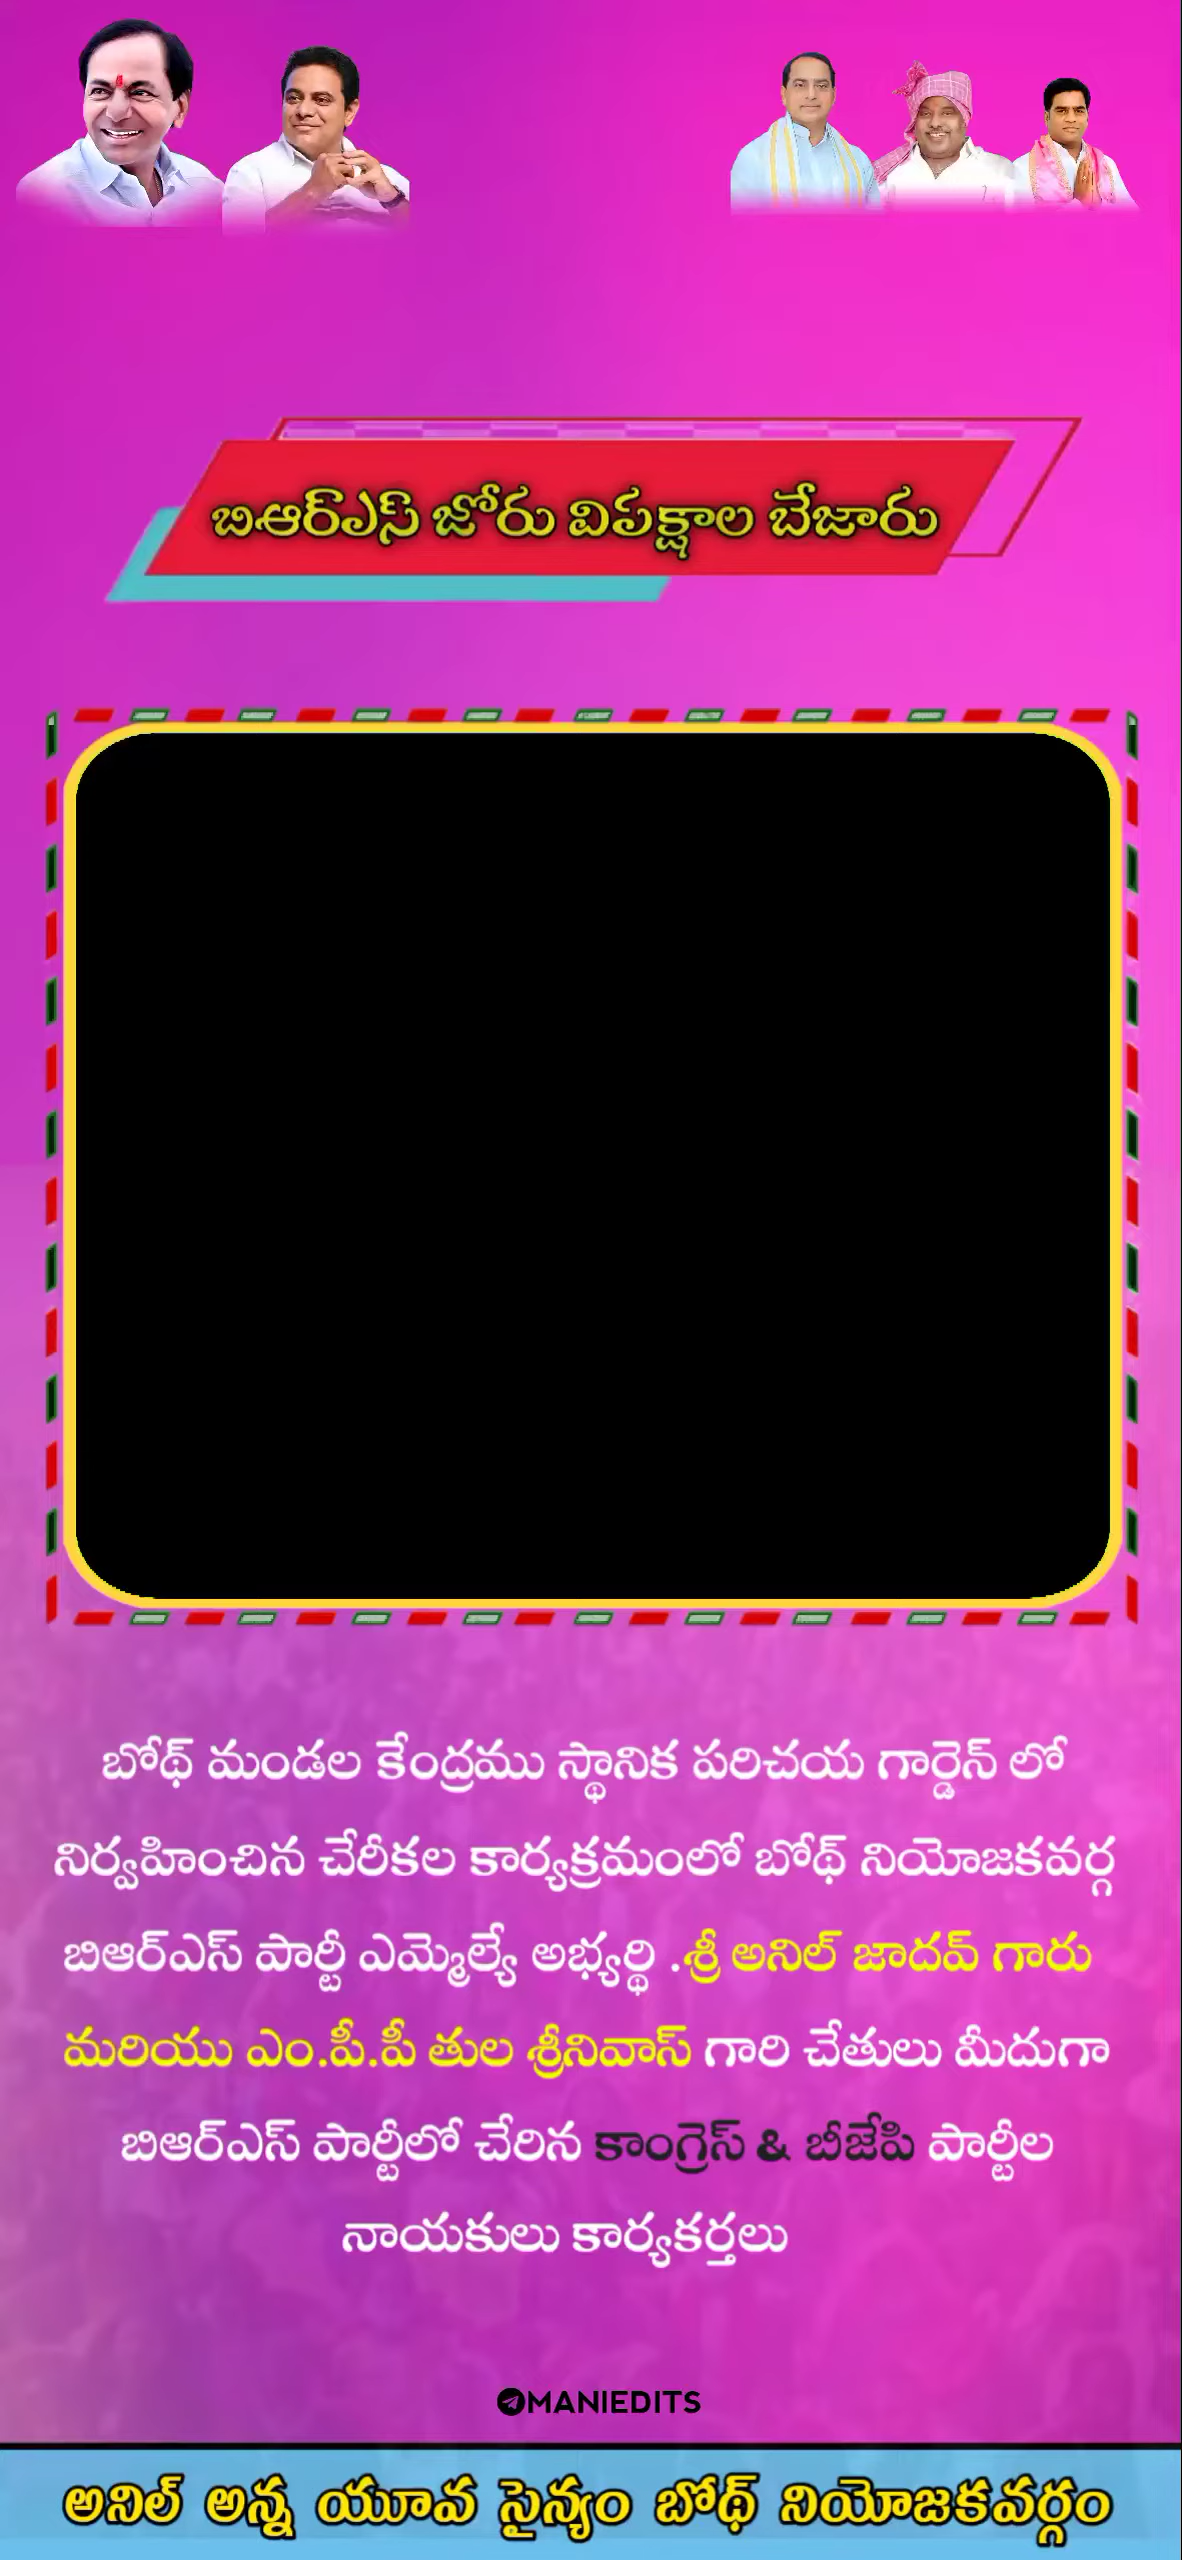 బిఆర్ఎస్ జోరు విపక్షాల బేజారు
బోథ్ మండల కేంద్రము స్థానిక పరిచయ గార్డెన్ లో
నిర్వహించిన చేరీకల కార్యక్రమంలో బోథ్ నియోజకవర్గ
బిఆర్ఎస్ పార్టీ ఎమ్మెల్యే అభ్యర్థి .శ్రీ అనిల్ జాదవ్ గారు
మరియు ఎం.పీ.పీ తుల శ్రీనివాస్ గారి చేతులు మీదుగా
బిఆర్ఎస్ పార్టీలో చేరిన కాంగ్రెస్ & బీజేపి పార్టీల
నాయకులు కార్యకర్తలు
MANIEDITS
అనిల్ అన్న యూవ సైన్యం బోథ్ నియోజకవర్గం